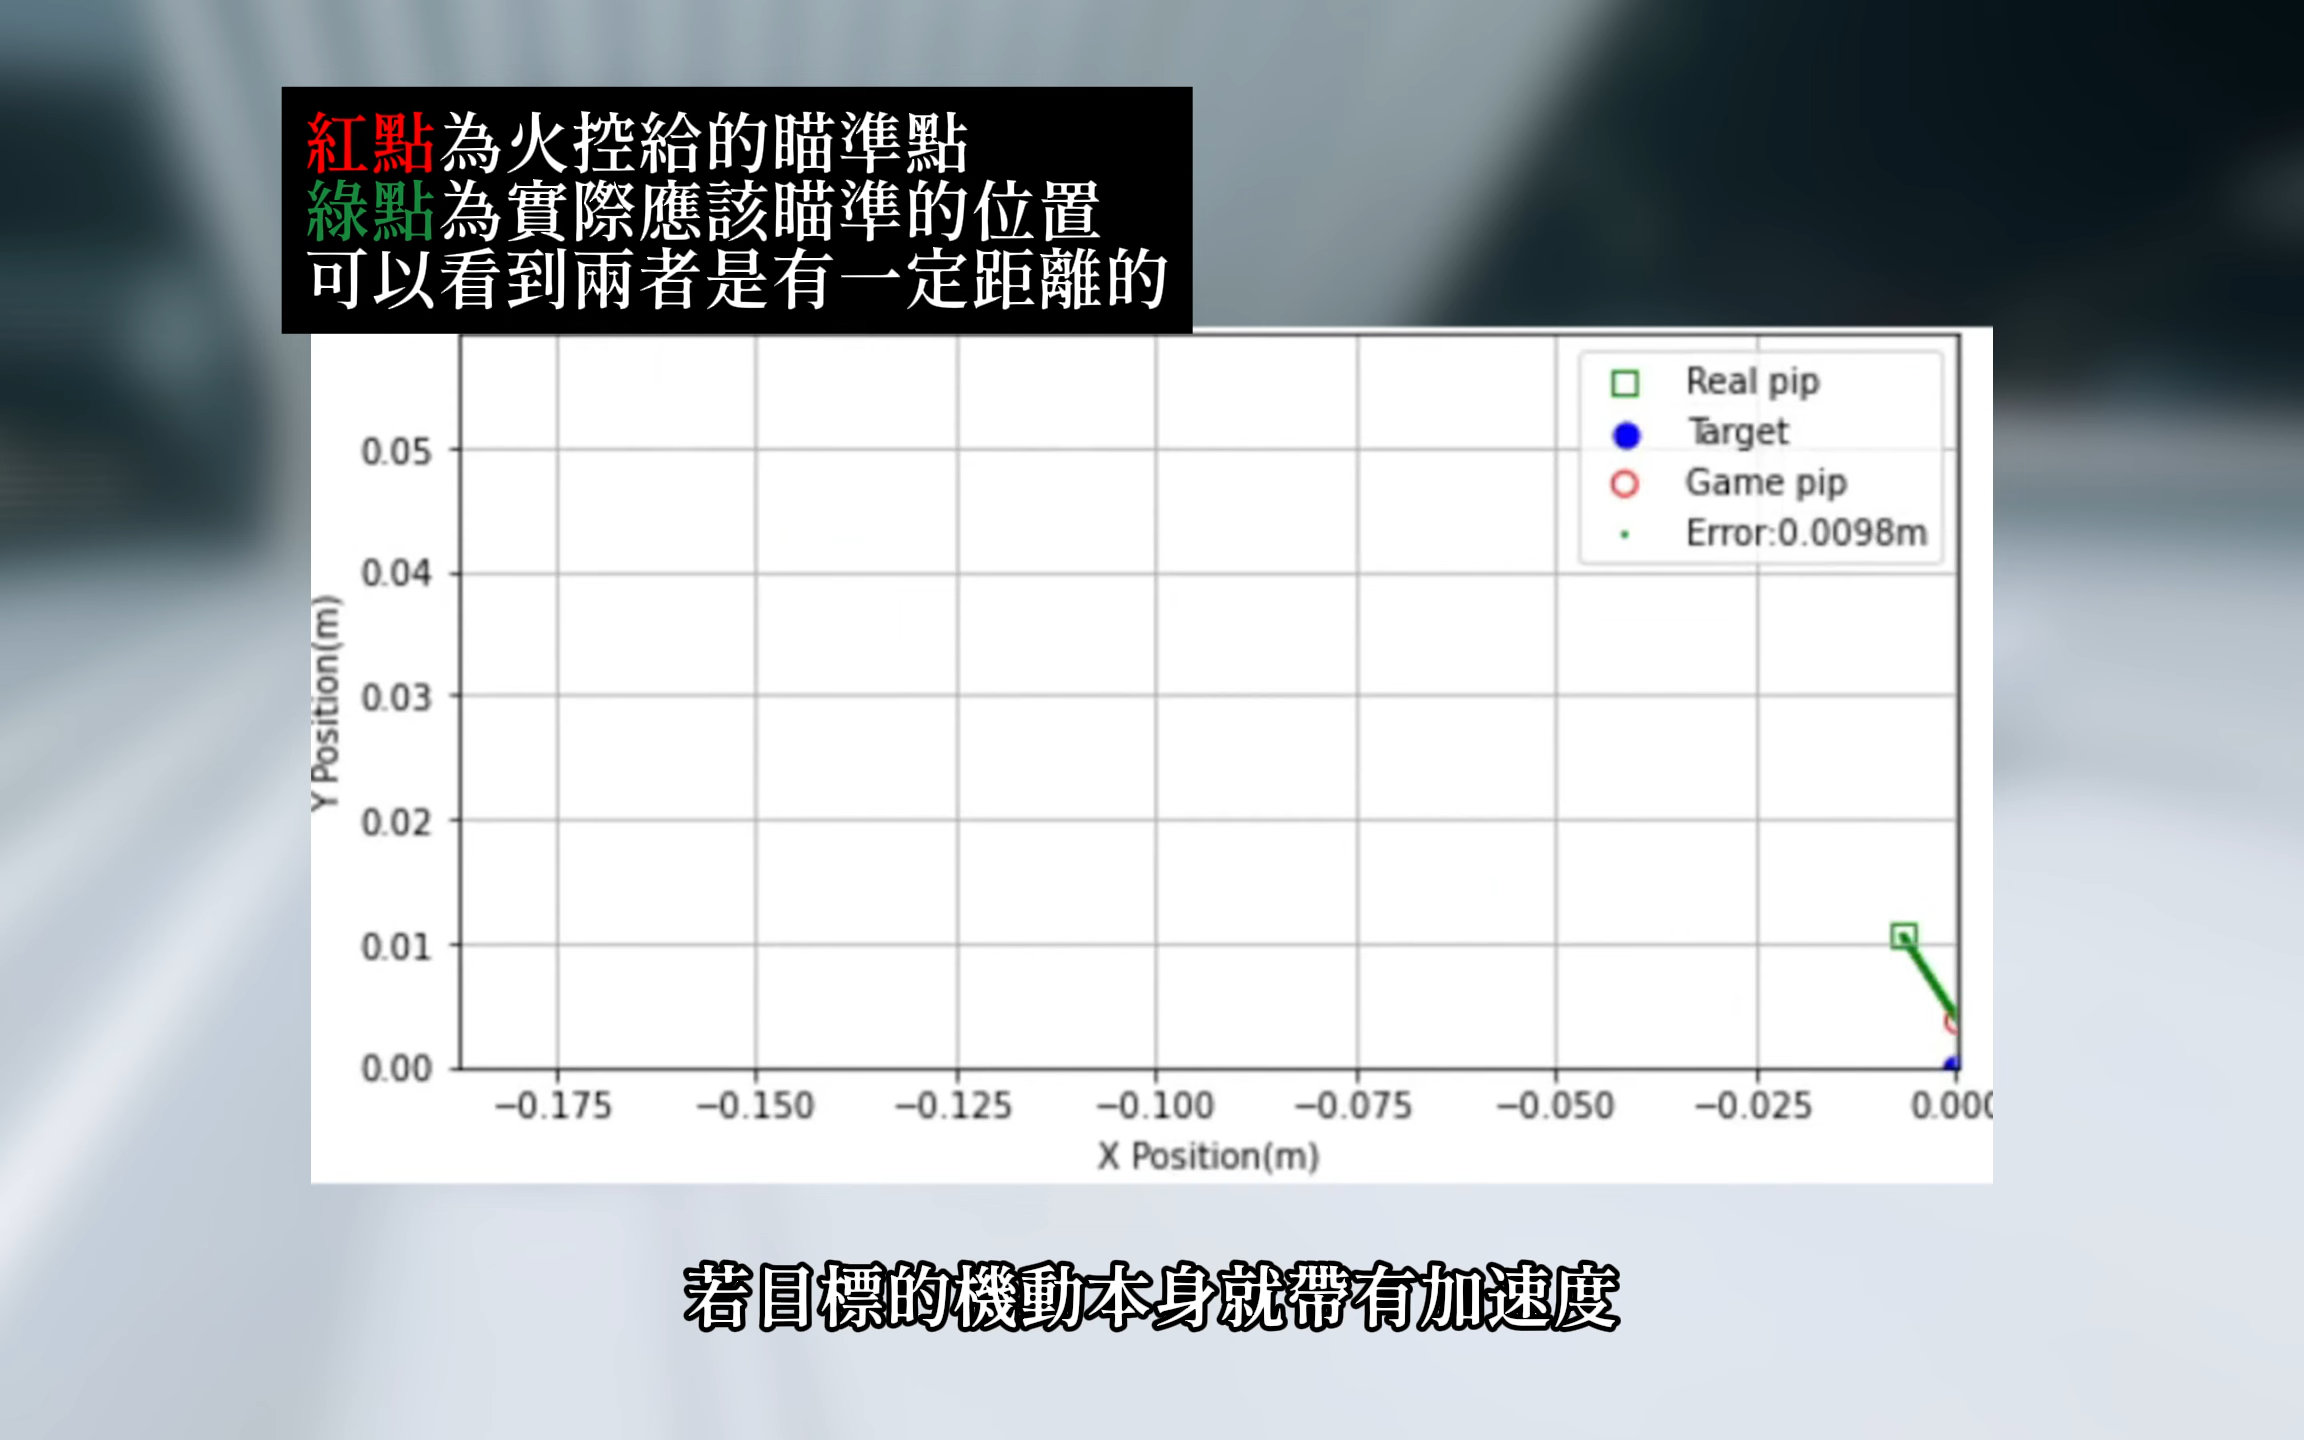 紅點為火控給的瞄準點
綠點為實際應該瞄準的位置
可以看到兩者是有一定距離的
Real pip
Target
Game pip
Error:0.0098m
0.05
0.04
0.03
0.02
0.01
0.00
Y Position(m)
−0.175 −0.150 −0.125 −0.100 −0.075 −0.050 −0.025 0.000
X Position(m)
若目標的機動本身就帶有加速度